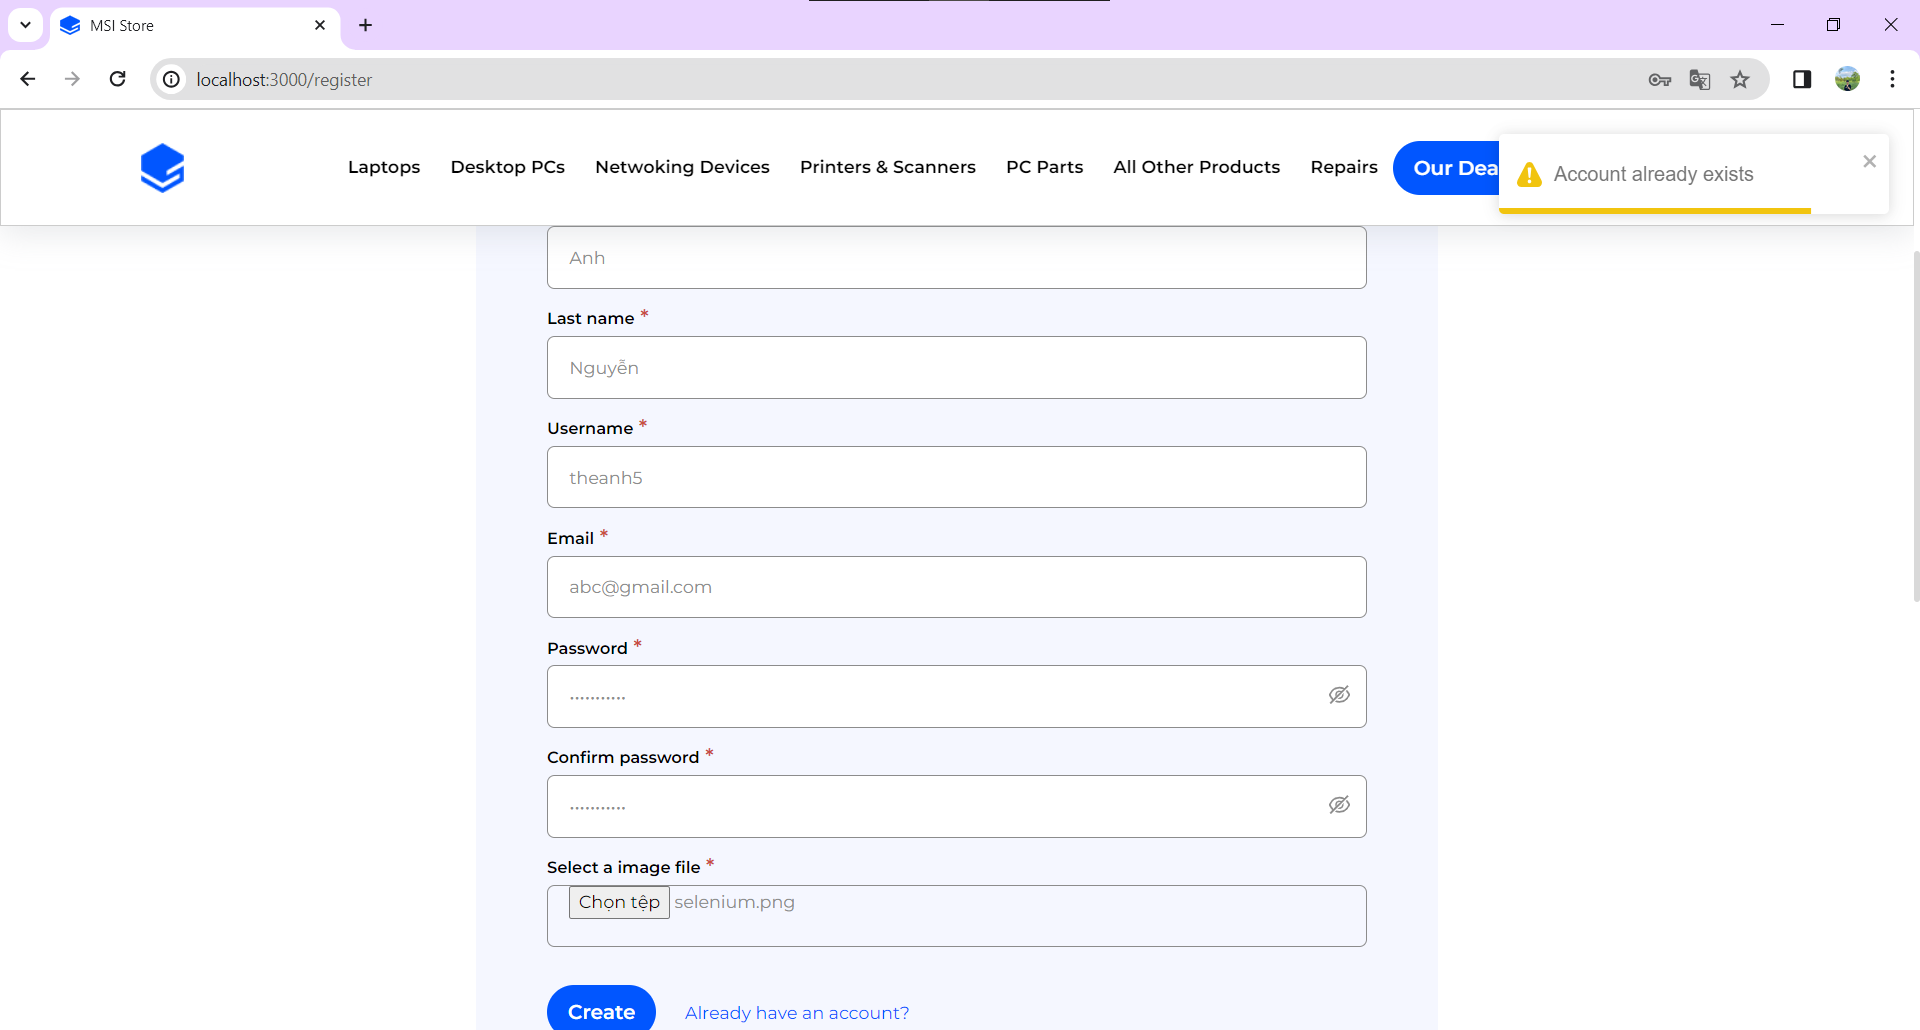 MSI Store
localhost:3000/register
Laptops Desktop PCs Netwoking Devices Printers & Scanners PC Parts All Other Products Repairs Our Dea
Account already exists
Anh
Last name *
Nguyễn
Username *
theanh5
Email *
abc@gmail.com
Password *
...........
Confirm password *
...........
Select a image file *
Chọn tệp selenium.png
Create Already have an account?